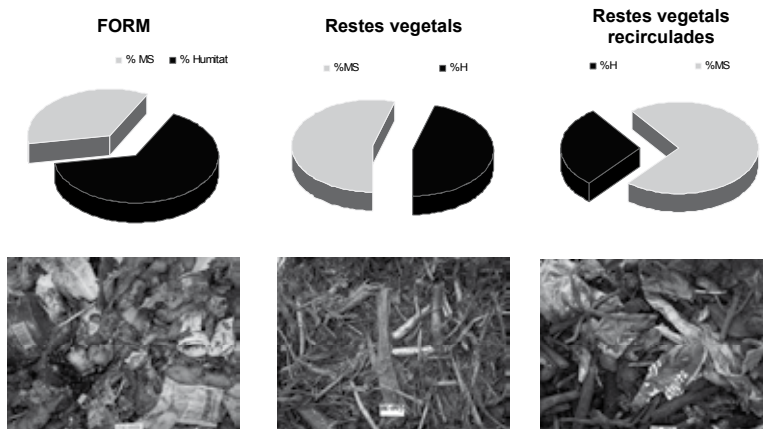 FORM
% MS % Humitat
Restes vegetals
%MS %H
Restes vegetals
recirculades
%H %MS